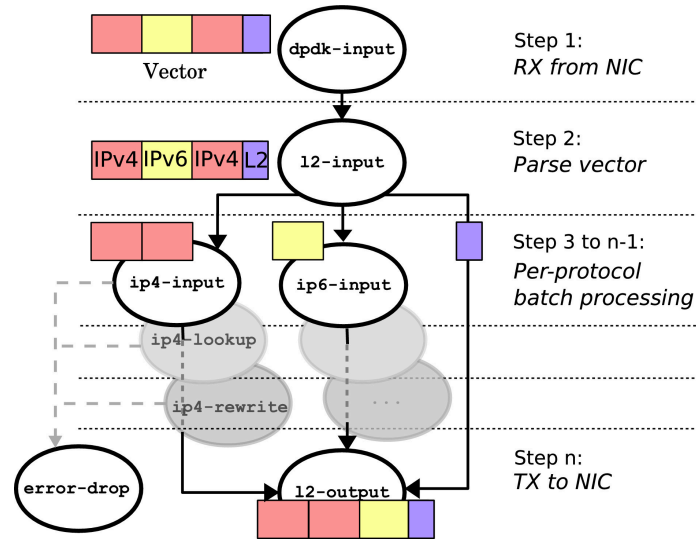 dpdk-input
Vector
Step 1:
RX from NIC
IPv4 IPv6 IPv4 L2
l2-input
Step 2:
Parse vector
ip4-input
ip6-input
Step 3 to n-1:
Per-protocol
batch processing
ip4-lookup
ip4-rewrite
...
error-drop
l2-output
Step n:
TX to NIC